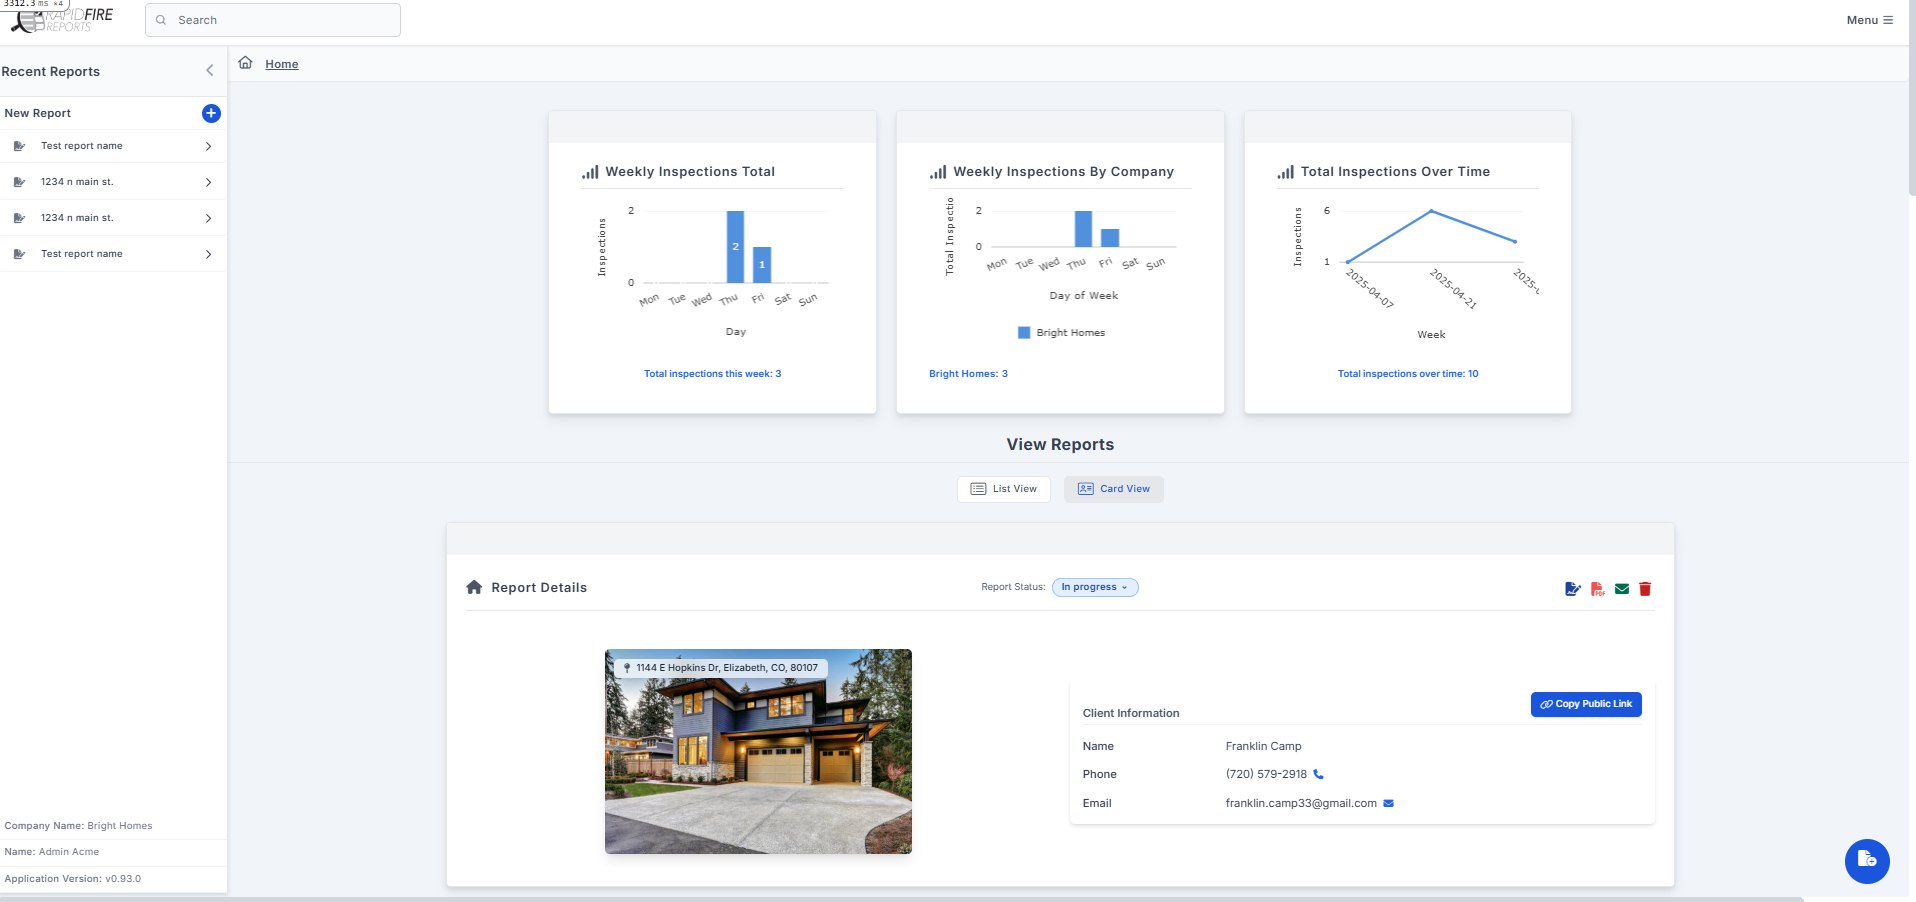 3312.3 ms ×4
RAPIDFIRE
REPORTS
Search
Menu
Recent Reports
Home
New Report
Test report name
1234 n main st.
1234 n main st.
Test report name
Weekly Inspections Total
Inspections
2
0
2
1
Mon Tue Wed Thu Fri Sat Sun
Day
Total inspections this week: 3
Weekly Inspections By Company
Total Inspectio
2
0
Mon Tue Wed Thu Fri Sat Sun
Day of Week
Bright Homes
Bright Homes: 3
Total Inspections Over Time
Inspections
6
1
2025-04-07 2025-04-21 2025-
Week
Total inspections over time: 10
View Reports
List View Card View
Report Details
Report Status: In progress
PDF
1144 E Hopkins Dr, Elizabeth, CO, 80107
Copy Public Link
Client Information
Name Franklin Camp
Phone (720) 579-2918
Email franklin.camp33@gmail.com
Company Name: Bright Homes
Name: Admin Acme
Application Version: v0.93.0